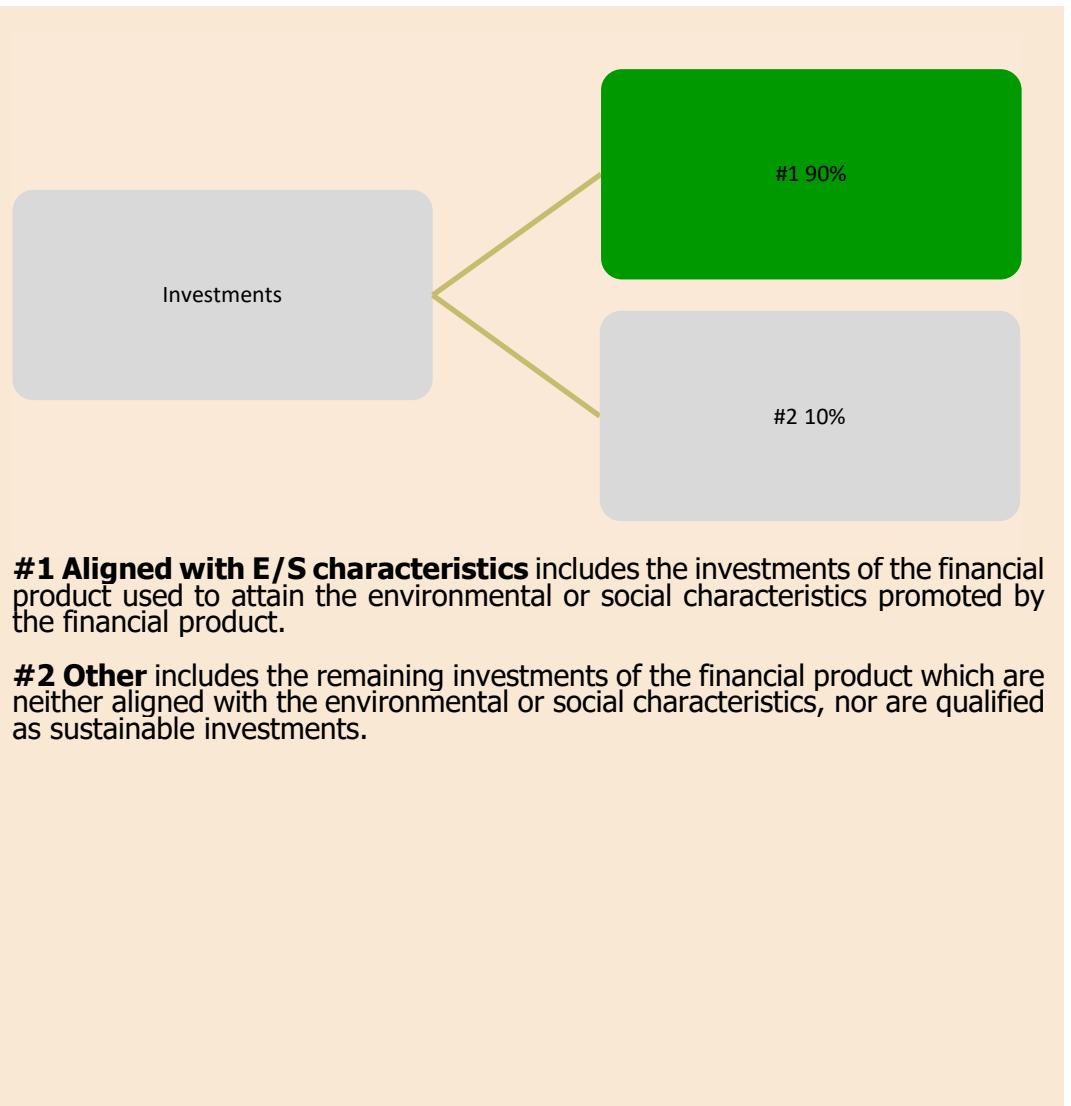 #1 90%
Investments
#2 10%
#1 Aligned with E/S characteristics includes the investments of the financial
product used to attain the environmental or social characteristics promoted by
the financial product.
#2 Other includes the remaining investments of the financial product which are
neither aligned with the environmental or social characteristics, nor are qualified
as sustainable investments.